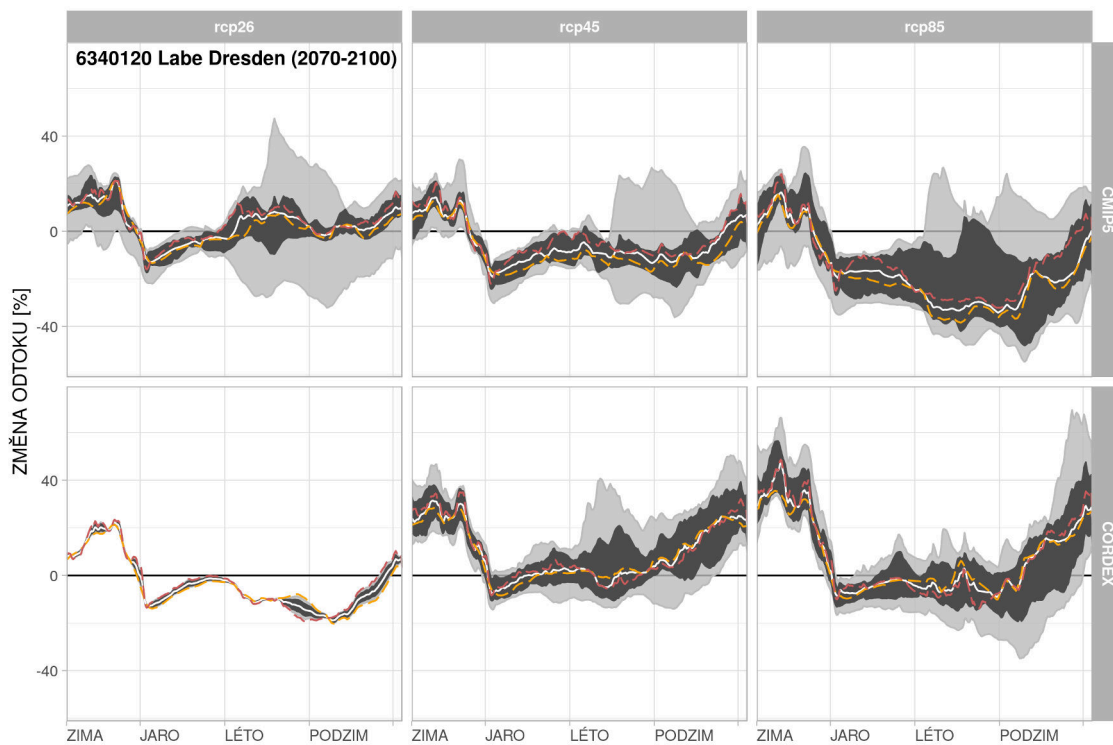 rcp26 rcp45 rcp85
6340120 Labe Dresden (2070-2100)
CMIP5
40
0
-40
ZMĚNA ODTOKU [%]
CORDEX
40
0
-40
ZIMA JARO LÉTO PODZIM ZIMA JARO LÉTO PODZIM ZIMA JARO LÉTO PODZIM